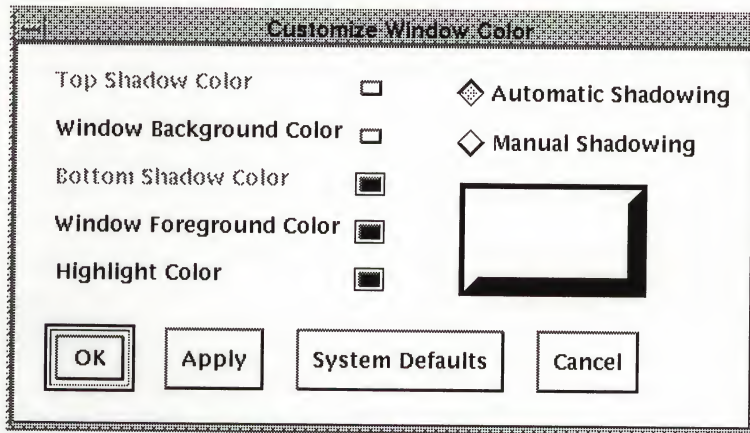 Customize Window Color
Top Shadow Color
Window Background Color
Bottom Shadow Color
Window Foreground Color
Highlight Color
Automatic Shadowing
Manual Shadowing
OK
Apply
System Defaults
Cancel